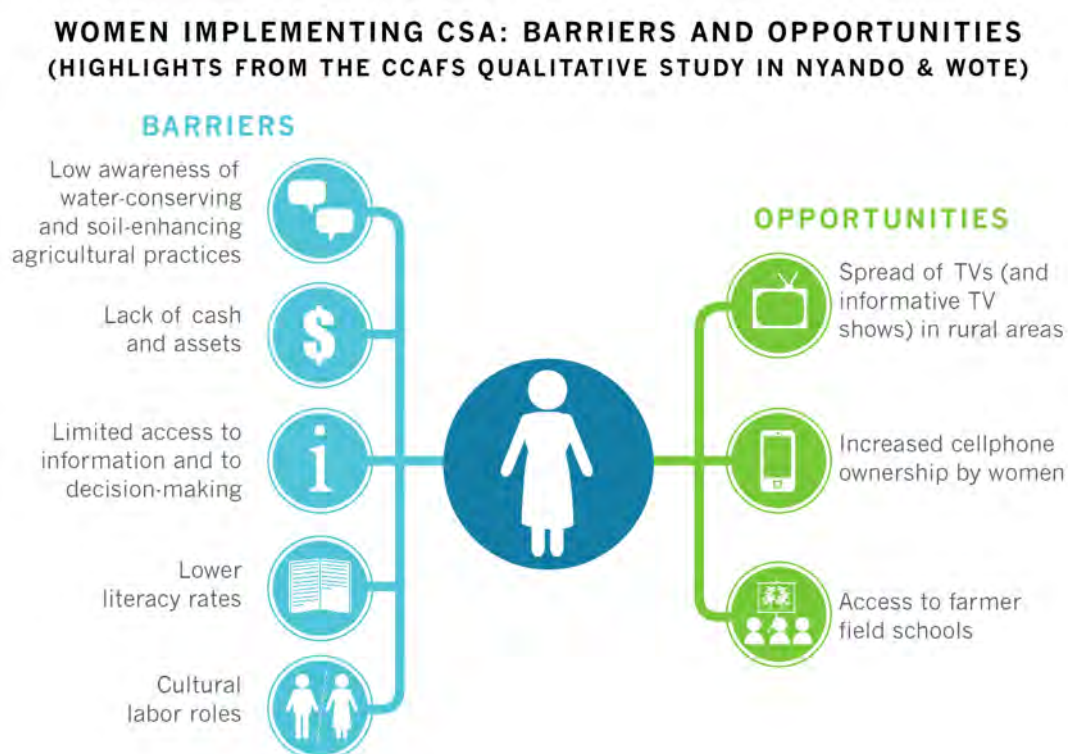 WOMEN IMPLEMENTING CSA: BARRIERS AND OPPORTUNITIES
(HIGHLIGHTS FROM THE CCAFS QUALITATIVE STUDY IN NYANDO & WOTE)
BARRIERS
Low awareness of
water-conserving
and soil-enhancing
agricultural practices
$
Lack of cash
and assets
i
Limited access to
information and to
decision-making
Lower
literacy rates
Cultural
labor roles
OPPORTUNITIES
Spread of TVs (and
informative TV
shows) in rural areas
Increased cellphone
ownership by women
Access to farmer
field schools